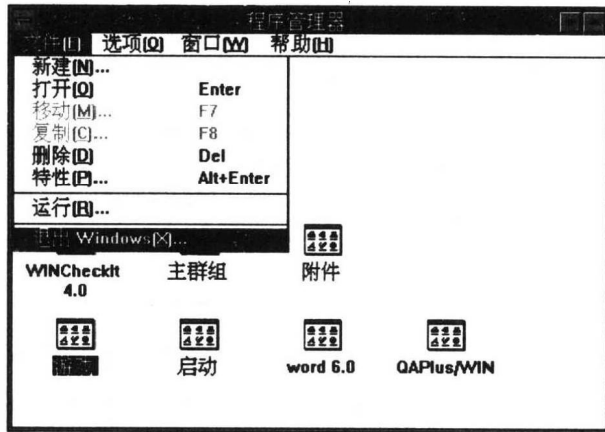 程序管理器
文件(F) 选项(O) 窗口(W) 帮助(H)
新建(N)...
打开(O) Enter
移动(M)... F7
复制(C)... F8
删除(D) Del
特性(P)... Alt+Enter
运行(R)...
退出 Windows(X)...
WINCheckIt 4.0
主群组
附件
启动
word 6.0
QAPlus/WIN